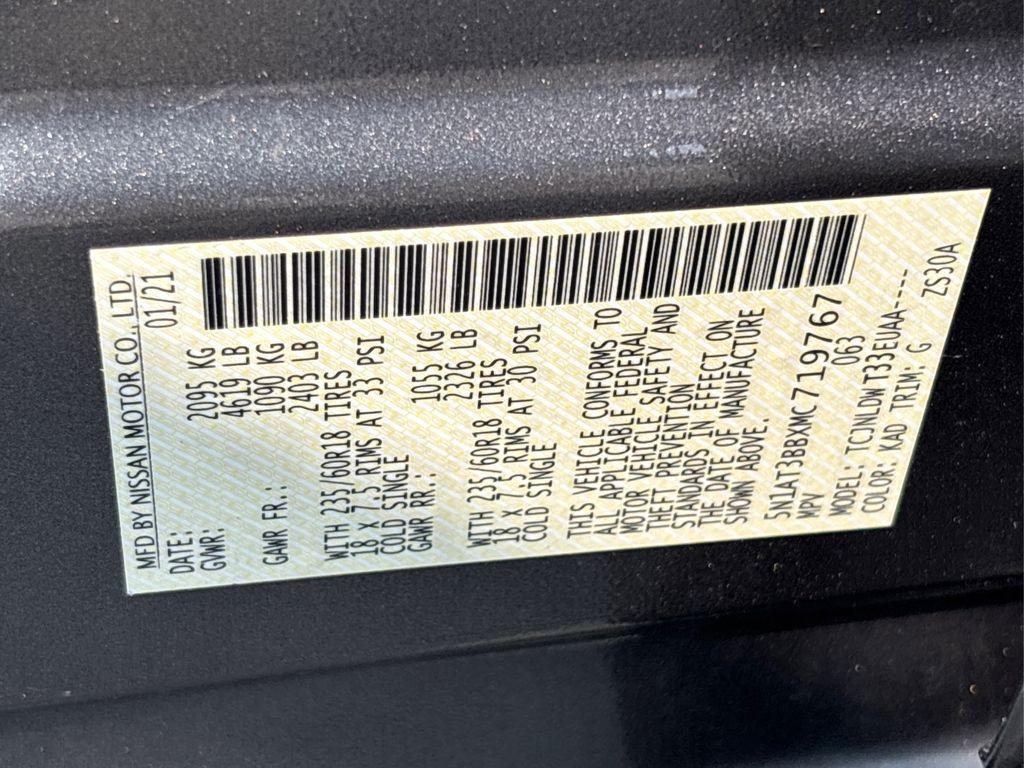 MFD BY NISSAN MOTOR CO., LTD.
DATE: 01/21
GVWR: 2095 KG
4619 LB
GAWR FR.: 1090 KG
2403 LB
WITH 235/60R18 TIRES
18 X 7.5 RIMS AT 33 PSI
COLD SINGLE
GAWR RR.: 1055 KG
2326 LB
WITH 235/60R18 TIRES
18 X 7.5 RIMS AT 30 PSI
COLD SINGLE
THIS VEHICLE CONFORMS TO
ALL APPLICABLE FEDERAL
MOTOR VEHICLE SAFETY AND
THEFT PREVENTION
STANDARDS IN EFFECT ON
THE DATE OF MANUFACTURE
SHOWN ABOVE.
5N1AT3BBXMC719767
MPV 063
MODEL: TCJNLDWT33EUAA----
COLOR: KAD TRIM; G ZS30A